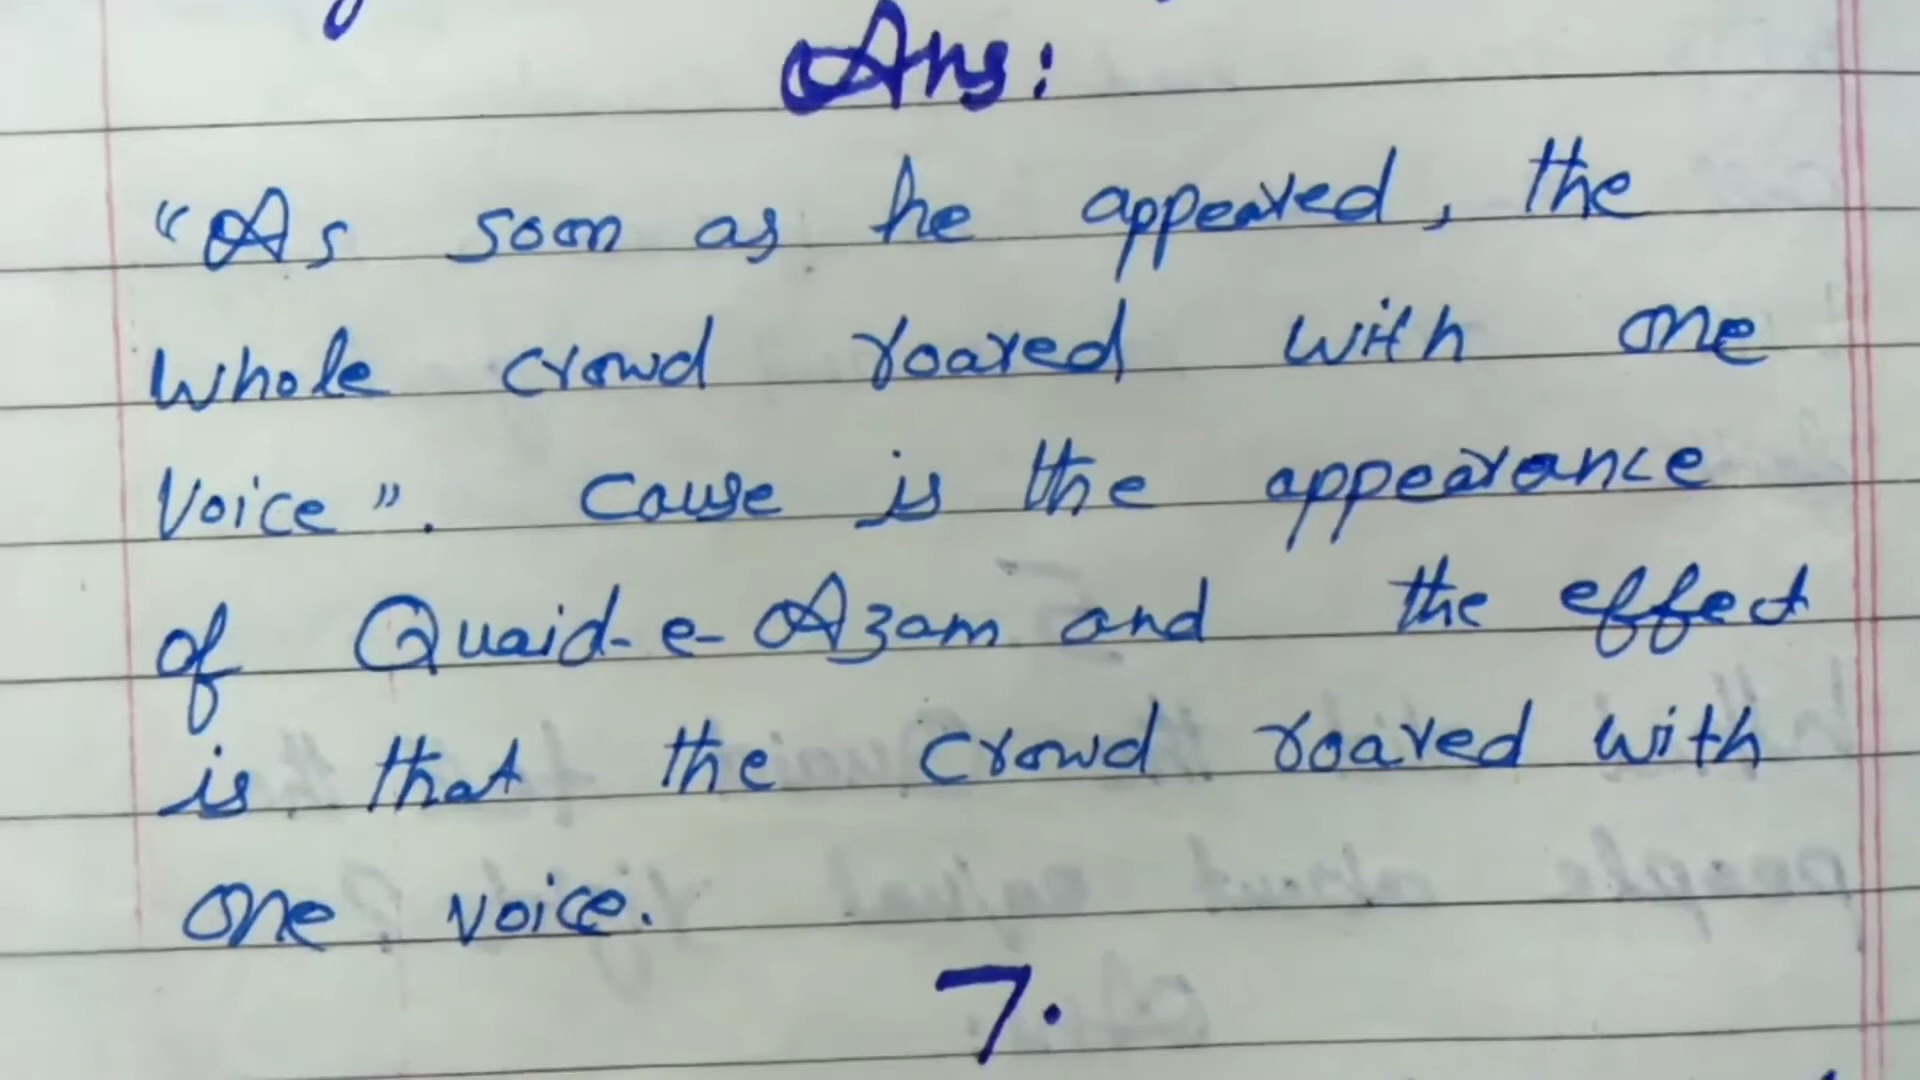 Ans:
"As soon as he appeared, the
whole crowd roared with one
Voice". Cause is the appearance
of Quaid-e-Azam and the effect
is that the crowd roared with
one voice.
7.